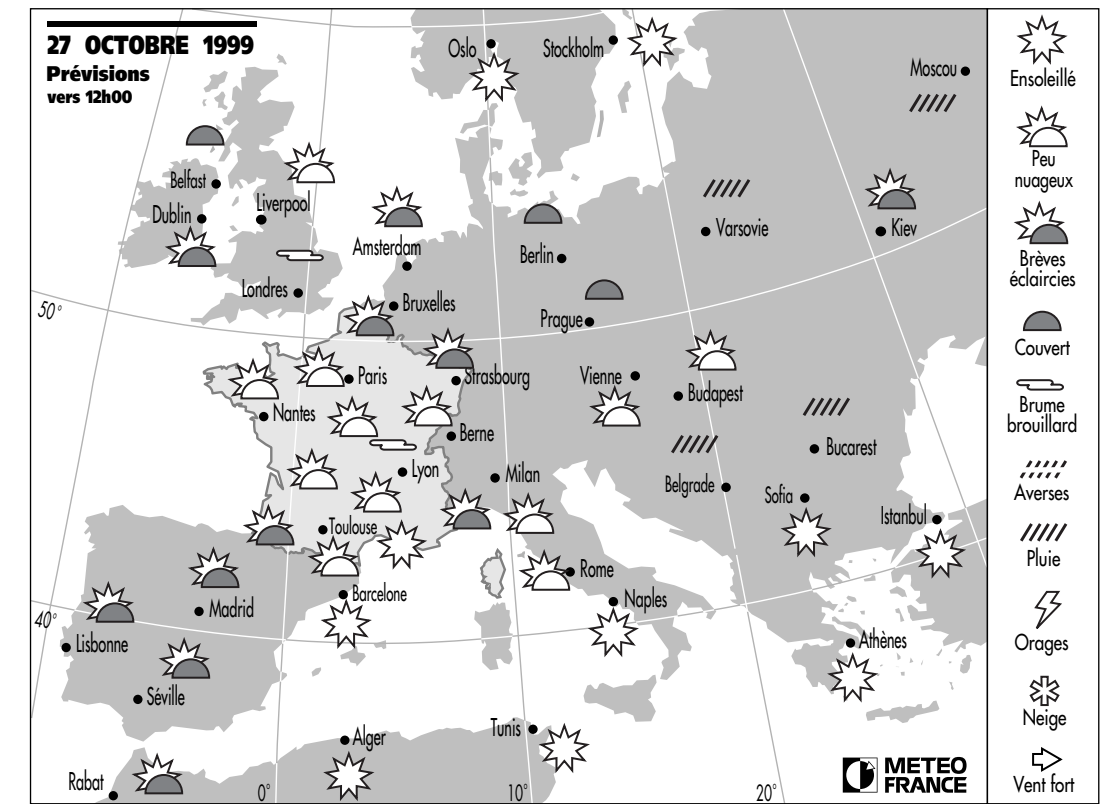 27 OCTOBRE 1999
Prévisions
vers 12h00
Oslo
Stockholm
Moscou
Belfast
Dublin
Liverpool
Amsterdam
Berlin
Varsovie
Kiev
Londres
Bruxelles
Prague
50°
Paris
Strasbourg
Vienne
Budapest
Nantes
Berne
Bucarest
Lyon
Milan
Belgrade
Sofia
Istanbul
Toulouse
Barcelone
Rome
Madrid
Naples
40°
Lisbonne
Athènes
Séville
Alger
Tunis
Rabat
0°
10°
20°
METEO
FRANCE
Ensoleillé
Peu
nuageux
Brèves
éclaircies
Couvert
Brume
brouillard
Averses
Pluie
Orages
Neige
Vent fort